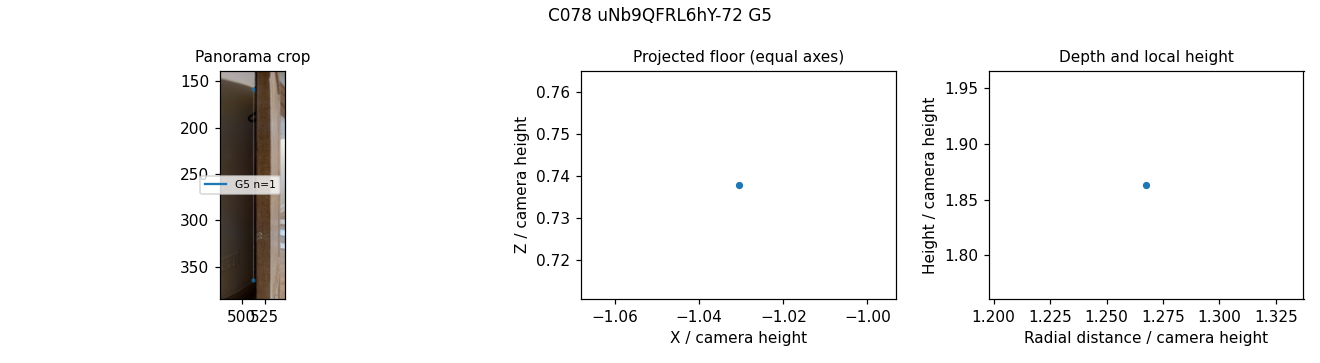 C078 uNb9QFRL6hY-72 G5
Panorama crop
150
200
250
300
350
500
525
G5 n=1
Projected floor (equal axes)
Z / camera height
0.76
0.75
0.74
0.73
0.72
−1.06
−1.04
−1.02
−1.00
X / camera height
Depth and local height
Height / camera height
1.95
1.90
1.85
1.80
1.200
1.225
1.250
1.275
1.300
1.325
Radial distance / camera height